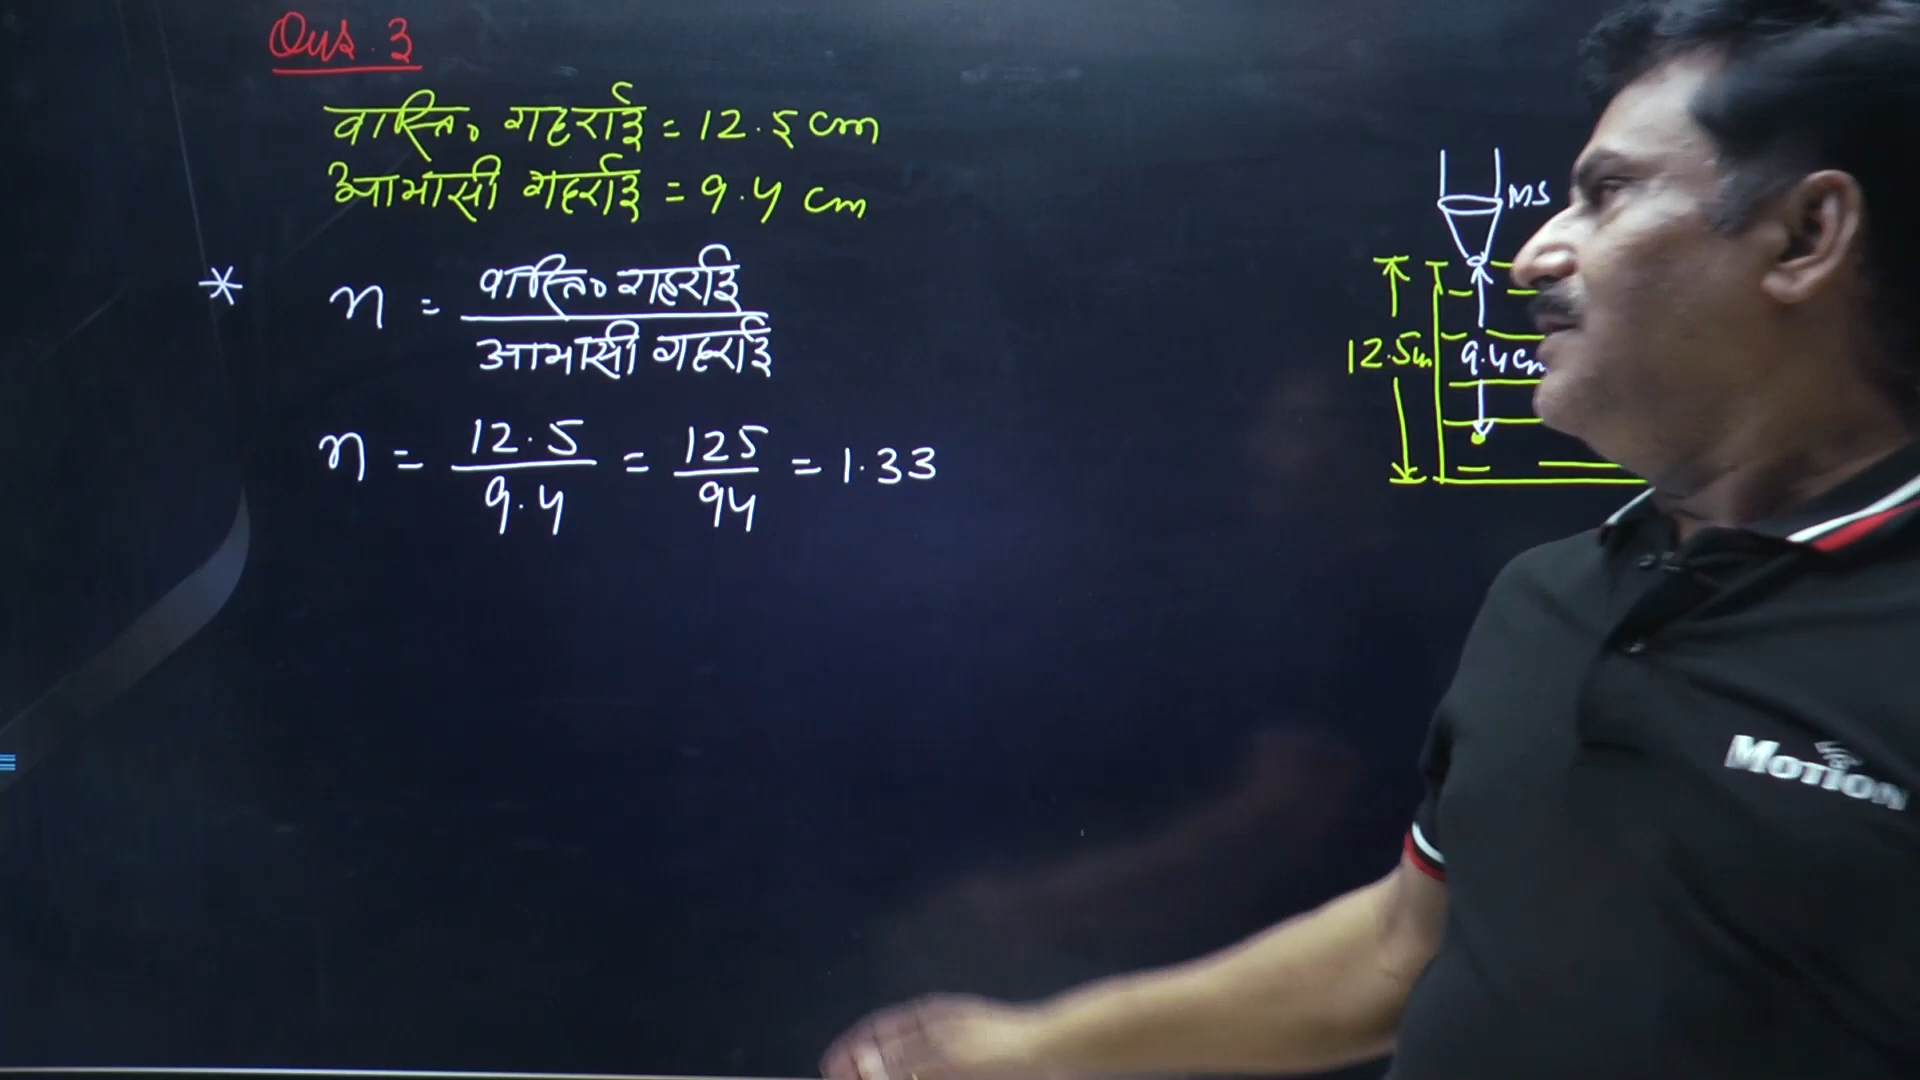 Ques. 3
वास्ति० गहराई = 12.5 cm
आभासी गहराई = 9.4 cm
* n = वास्ति० गहराई / आभासी गहराई
n = 12.5 / 9.4 = 125 / 94 = 1.33
MS
12.5cm
9.4cm
MOTION